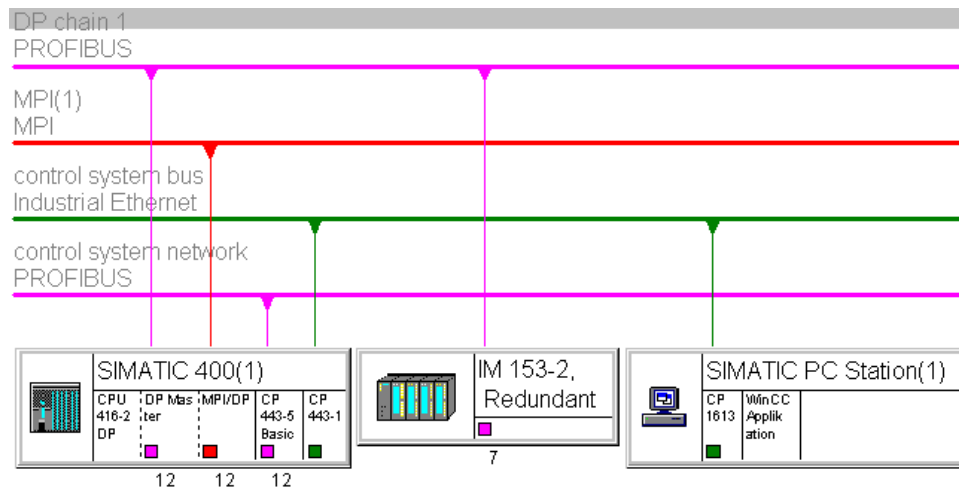 DP chain 1
PROFIBUS
MPI(1)
MPI
control system bus
Industrial Ethernet
control system network
PROFIBUS
SIMATIC 400(1)
CPU
416-2
DP
DP Mas
ter
MPI/DP
CP
443-5
Basic
CP
443-1
12
12
12
IM 153-2,
Redundant
7
SIMATIC PC Station(1)
CP
1613
WinCC
Applik
ation